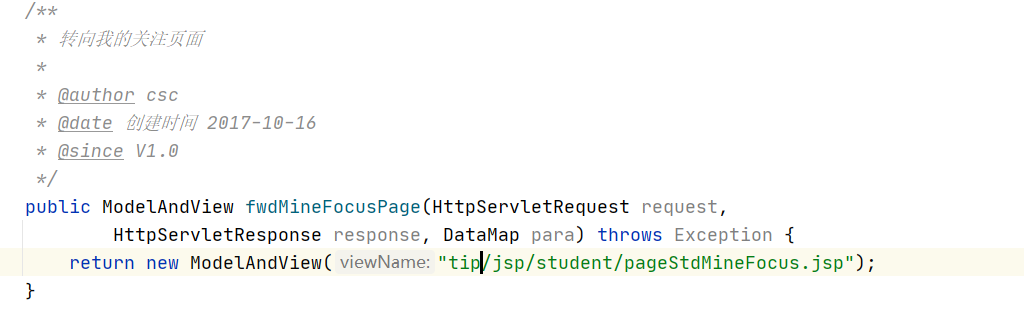 /**
 * 转向我的关注页面
 *
 * @author csc
 * @date 创建时间 2017-10-16
 * @since V1.0
 */
public ModelAndView fwdMineFocusPage(HttpServletRequest request,
        HttpServletResponse response, DataMap para) throws Exception {
    return new ModelAndView( viewName: "tip/jsp/student/pageStdMineFocus.jsp");
}